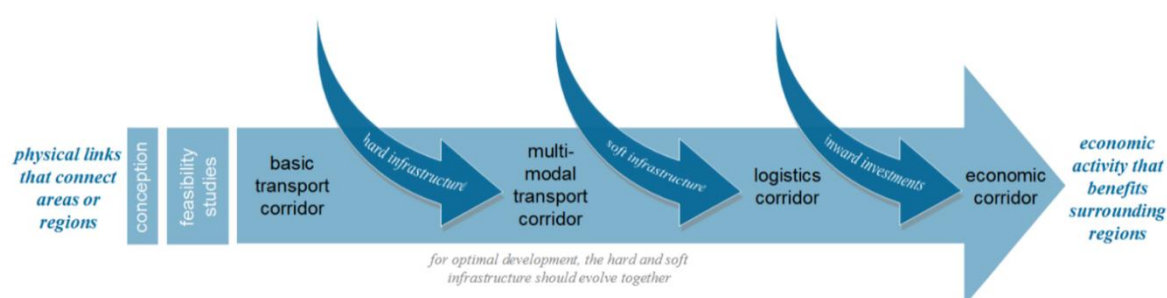 physical links
that connect
areas or
regions
conception
feasibility
studies
basic
transport
corridor
hard infrastructure
multi-
modal
transport
corridor
soft infrastructure
logistics
corridor
inward investments
economic
corridor
economic
activity that
benefits
surrounding
regions
for optimal development, the hard and soft
infrastructure should evolve together